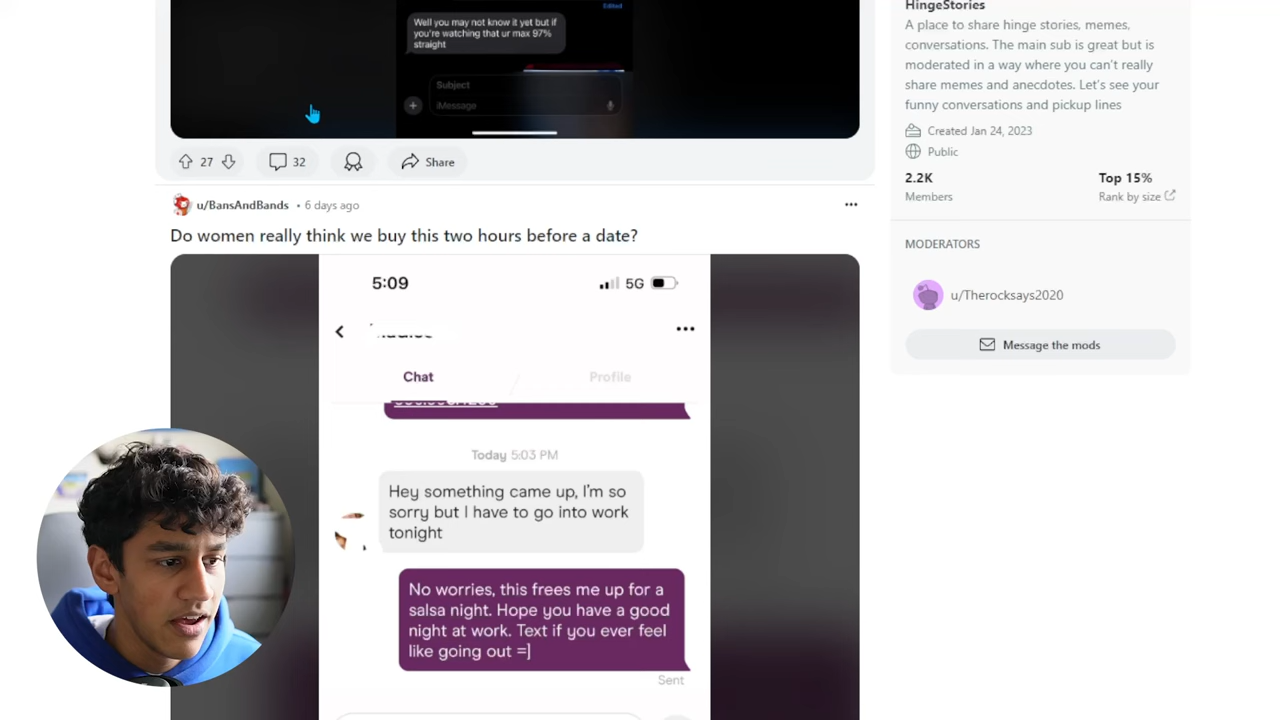 Edited
Well you may not know it yet but if
you're watching that ur max 97%
straight
Subject
iMessage
27
32
Share
u/BansAndBands • 6 days ago
Do women really think we buy this two hours before a date?
5:09
5G
Chat
Profile
Today 5:03 PM
Hey something came up, I'm so
sorry but I have to go into work
tonight
No worries, this frees me up for a
salsa night. Hope you have a good
night at work. Text if you ever feel
like going out =]
Sent
HingeStories
A place to share hinge stories, memes,
conversations. The main sub is great but is
moderated in a way where you can't really
share memes and anecdotes. Let's see your
funny conversations and pickup lines
Created Jan 24, 2023
Public
2.2K
Top 15%
Members
Rank by size
MODERATORS
u/Therocksays2020
Message the mods